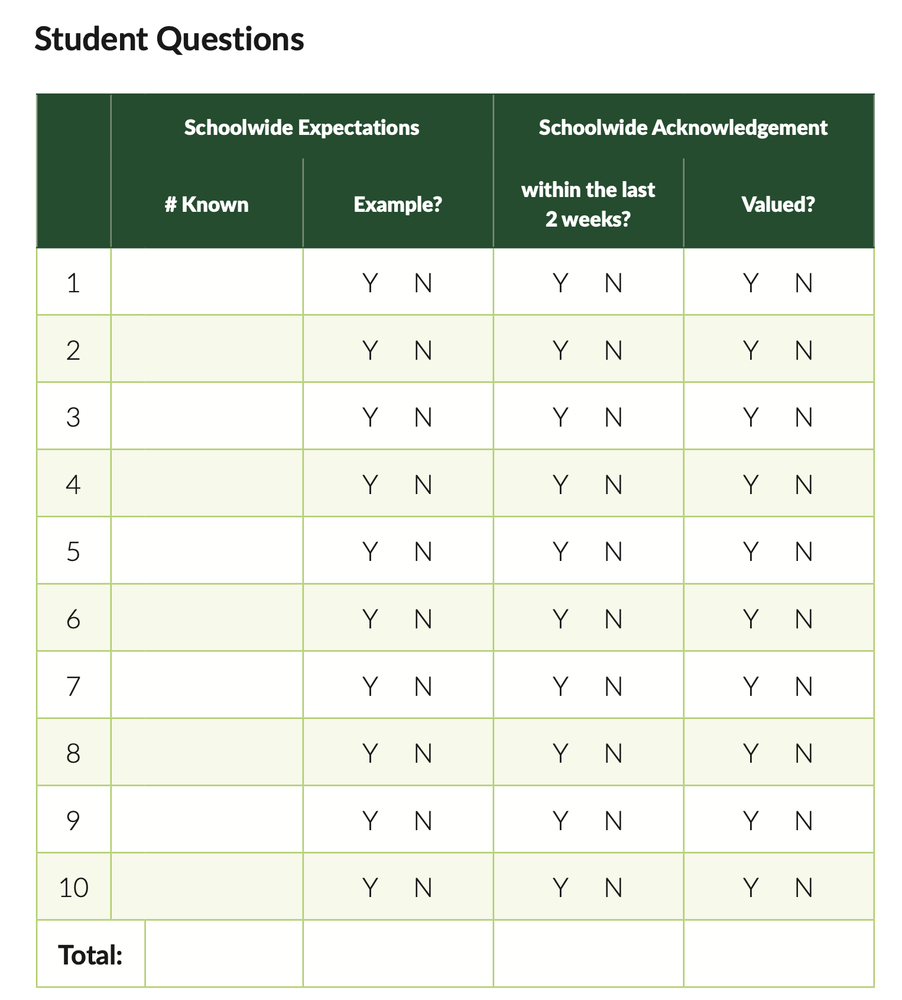 Student Questions
Schoolwide Expectations Schoolwide Acknowledgement
# Known Example? within the last 2 weeks? Valued?
1 Y N Y N Y N
2 Y N Y N Y N
3 Y N Y N Y N
4 Y N Y N Y N
5 Y N Y N Y N
6 Y N Y N Y N
7 Y N Y N Y N
8 Y N Y N Y N
9 Y N Y N Y N
10 Y N Y N Y N
Total: